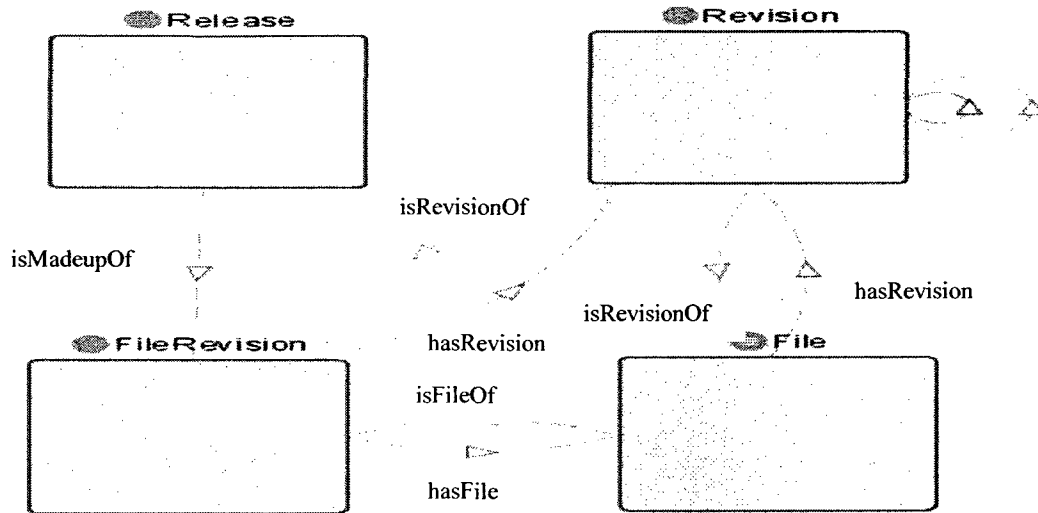 Release
Revision
isRevisionOf
isMadeupOf
hasRevision
isRevisionOf
FileRevision
hasRevision
File
isFileOf
hasFile